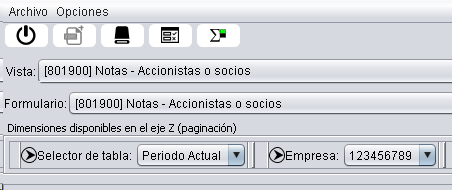 Archivo Opciones
Vista: [801900] Notas - Accionistas o socios
Formulario: [801900] Notas - Accionistas o socios
Dimensiones disponibles en el eje Z (paginación)
Selector de tabla: Periodo Actual Empresa: 123456789